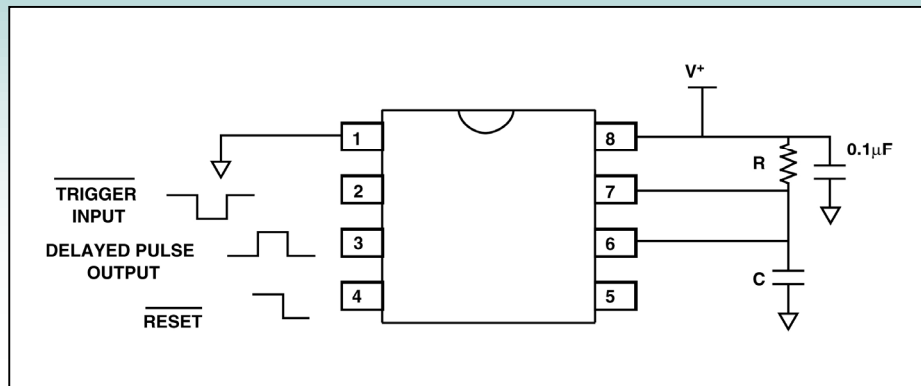 V+
1
8
0.1µF
R
TRIGGER
INPUT
2
7
DELAYED PULSE
OUTPUT
3
6
C
RESET
4
5